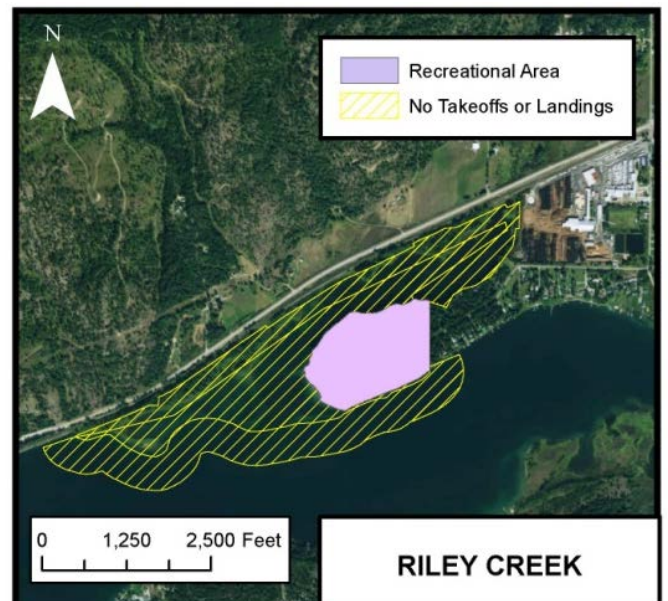 N
Recreational Area
No Takeoffs or Landings
0 1,250 2,500 Feet
RILEY CREEK